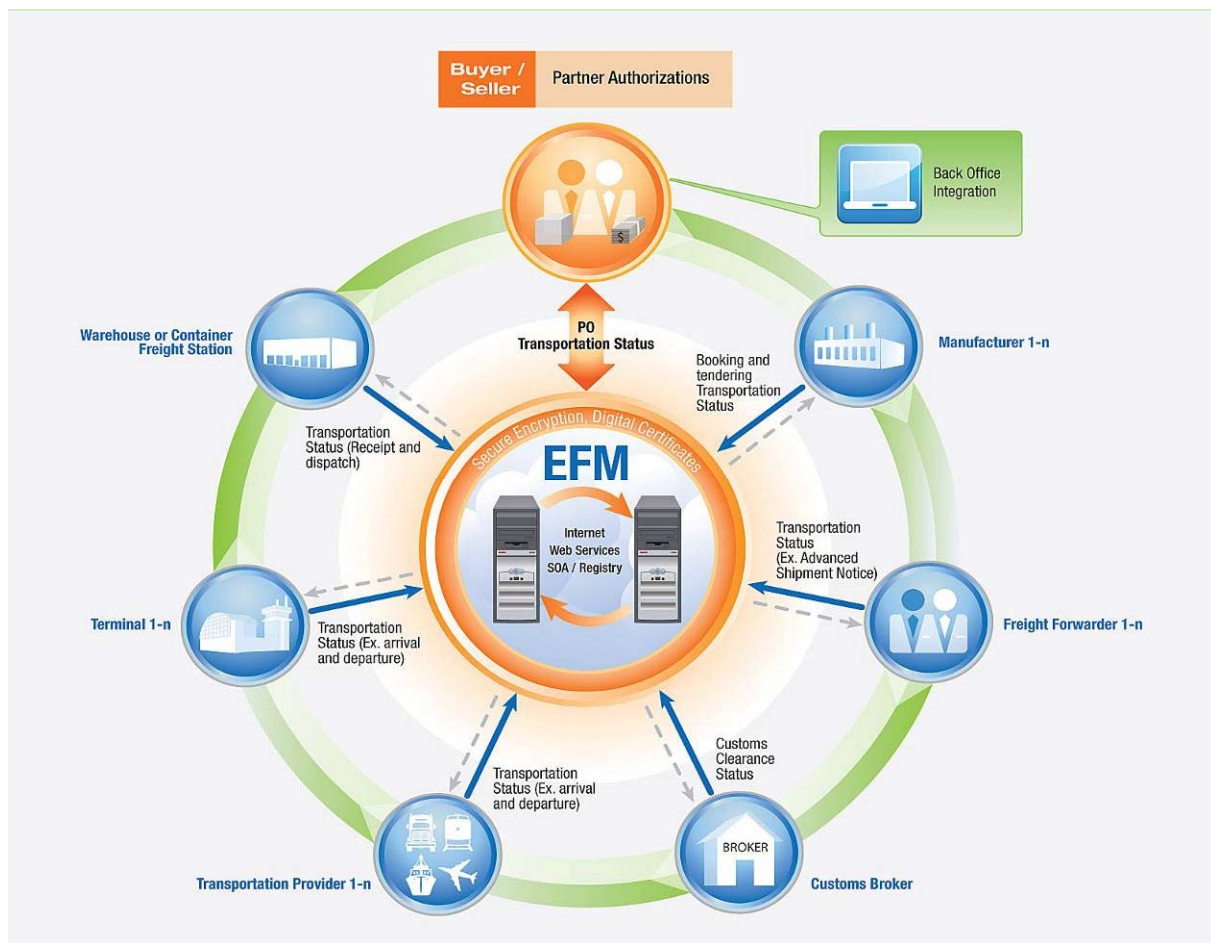 Buyer /
Seller
Partner Authorizations
Back Office
Integration
PO
Transportation Status
Warehouse or Container
Freight Station
Manufacturer 1-n
Booking and
tendering
Transportation
Status
Transportation
Status (Receipt and
dispatch)
Secure Encryption, Digital Certificates
EFM
Internet
Web Services
SOA / Registry
Transportation
Status
(Ex. Advanced
Shipment Notice)
Terminal 1-n
Transportation
Status (Ex. arrival
and departure)
Freight Forwarder 1-n
Transportation
Status (Ex. arrival
and departure)
Customs
Clearance
Status
BROKER
Transportation Provider 1-n
Customs Broker
$